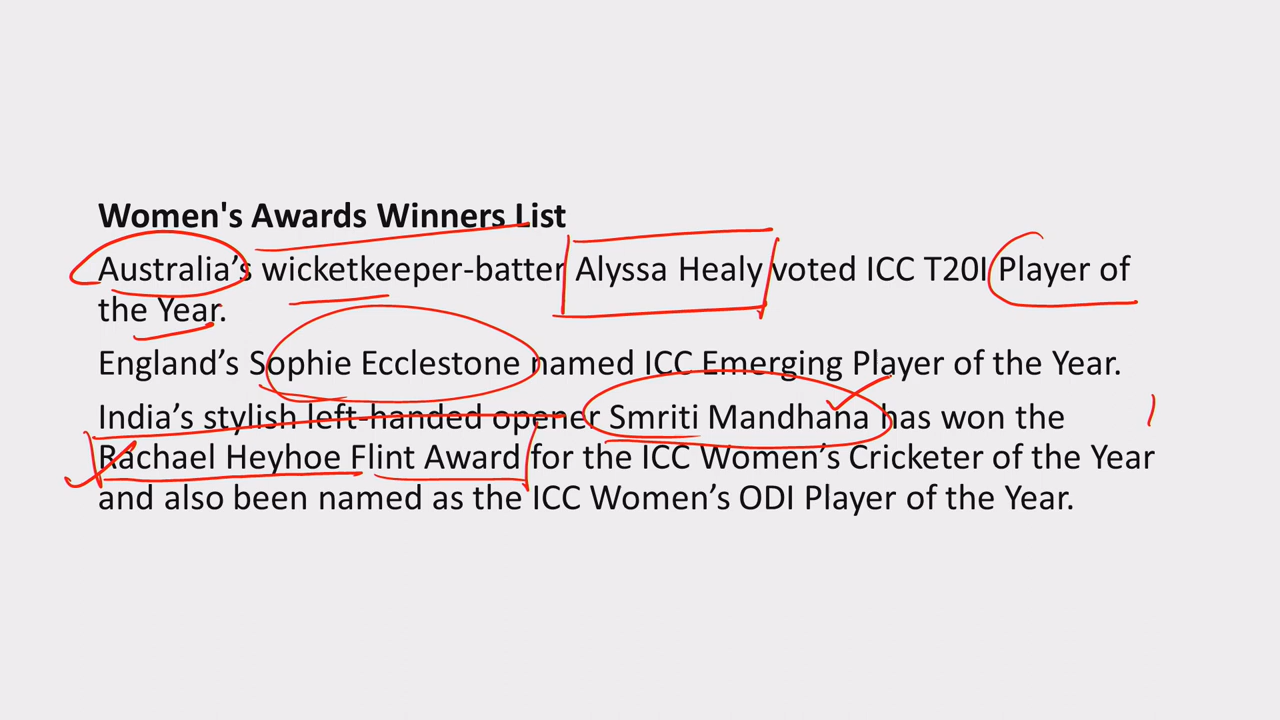 Women's Awards Winners List
Australia’s wicketkeeper-batter Alyssa Healy voted ICC T20I Player of
the Year.
England’s Sophie Ecclestone named ICC Emerging Player of the Year.
India’s stylish left-handed opener Smriti Mandhana has won the
Rachael Heyhoe Flint Award for the ICC Women’s Cricketer of the Year
and also been named as the ICC Women’s ODI Player of the Year.